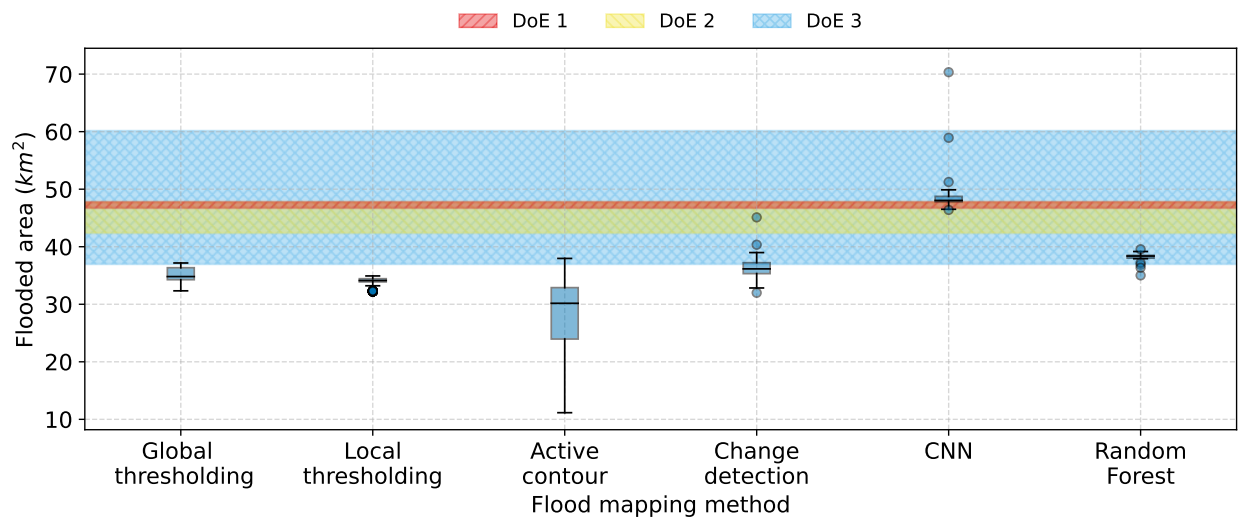 DoE 1 DoE 2 DoE 3
Flooded area (km²)
70
60
50
40
30
20
10
Global thresholding
Local thresholding
Active contour
Change detection
CNN
Random Forest
Flood mapping method